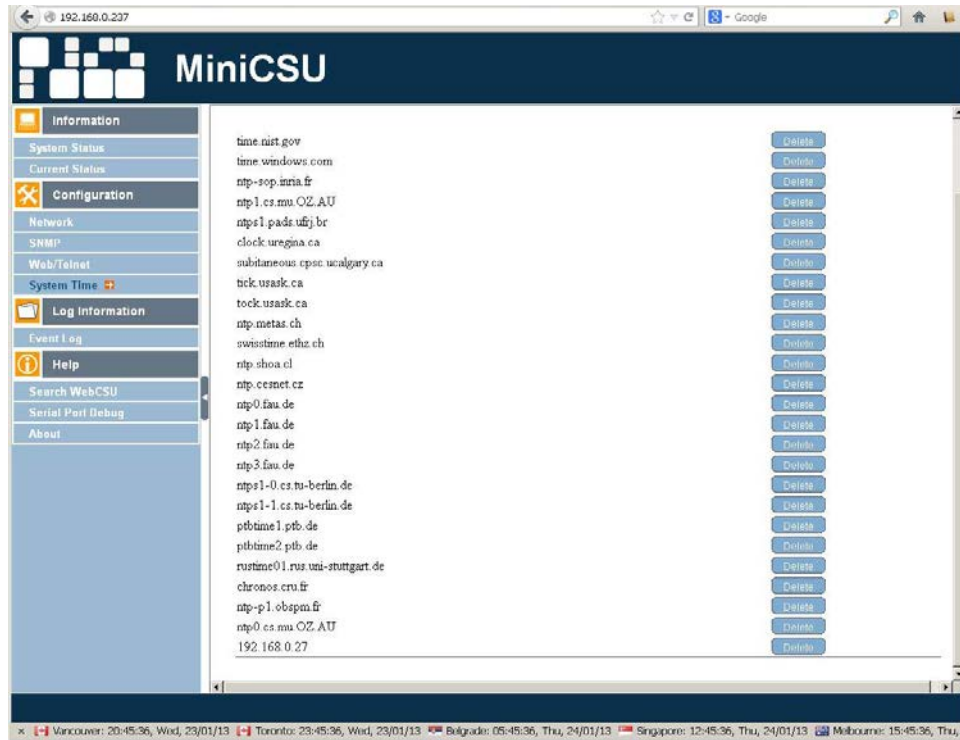 192.168.0.237
Google
MiniCSU
Information
System Status
Current Status
Configuration
Network
SNMP
Web/Telnet
System Time
Log Information
Event Log
Help
Search WebCSU
Serial Port Debug
About
time.nist.gov Delete
time.windows.com Delete
ntp-sop.inria.fr Delete
ntp1.cs.mu.OZ.AU Delete
ntps1.pads.ufrj.br Delete
clock.uregina.ca Delete
subitaneous.cpsc.ucalgary.ca Delete
tick.usask.ca Delete
tock.usask.ca Delete
ntp.metas.ch Delete
swisstime.ethz.ch Delete
ntp.shoa.cl Delete
ntp.cesnet.cz Delete
ntp0.fau.de Delete
ntp1.fau.de Delete
ntp2.fau.de Delete
ntp3.fau.de Delete
ntps1-0.cs.tu-berlin.de Delete
ntps1-1.cs.tu-berlin.de Delete
ptbtime1.ptb.de Delete
ptbtime2.ptb.de Delete
rustime01.rus.uni-stuttgart.de Delete
chronos.cru.fr Delete
ntp-p1.obspm.fr Delete
ntp0.cs.mu.OZ.AU Delete
192.168.0.27 Delete
Vancouver: 20:45:36, Wed, 23/01/13 Toronto: 23:45:36, Wed, 23/01/13 Belgrade: 05:45:36, Thu, 24/01/13 Singapore: 12:45:36, Thu, 24/01/13 Melbourne: 15:45:36, Thu,